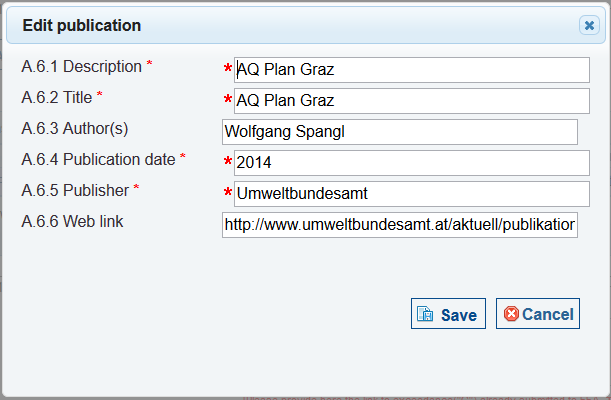 Edit publication
A.6.1 Description * * AQ Plan Graz
A.6.2 Title * * AQ Plan Graz
A.6.3 Author(s) Wolfgang Spangl
A.6.4 Publication date * * 2014
A.6.5 Publisher * * Umweltbundesamt
A.6.6 Web link http://www.umweltbundesamt.at/aktuell/publikation
Save Cancel